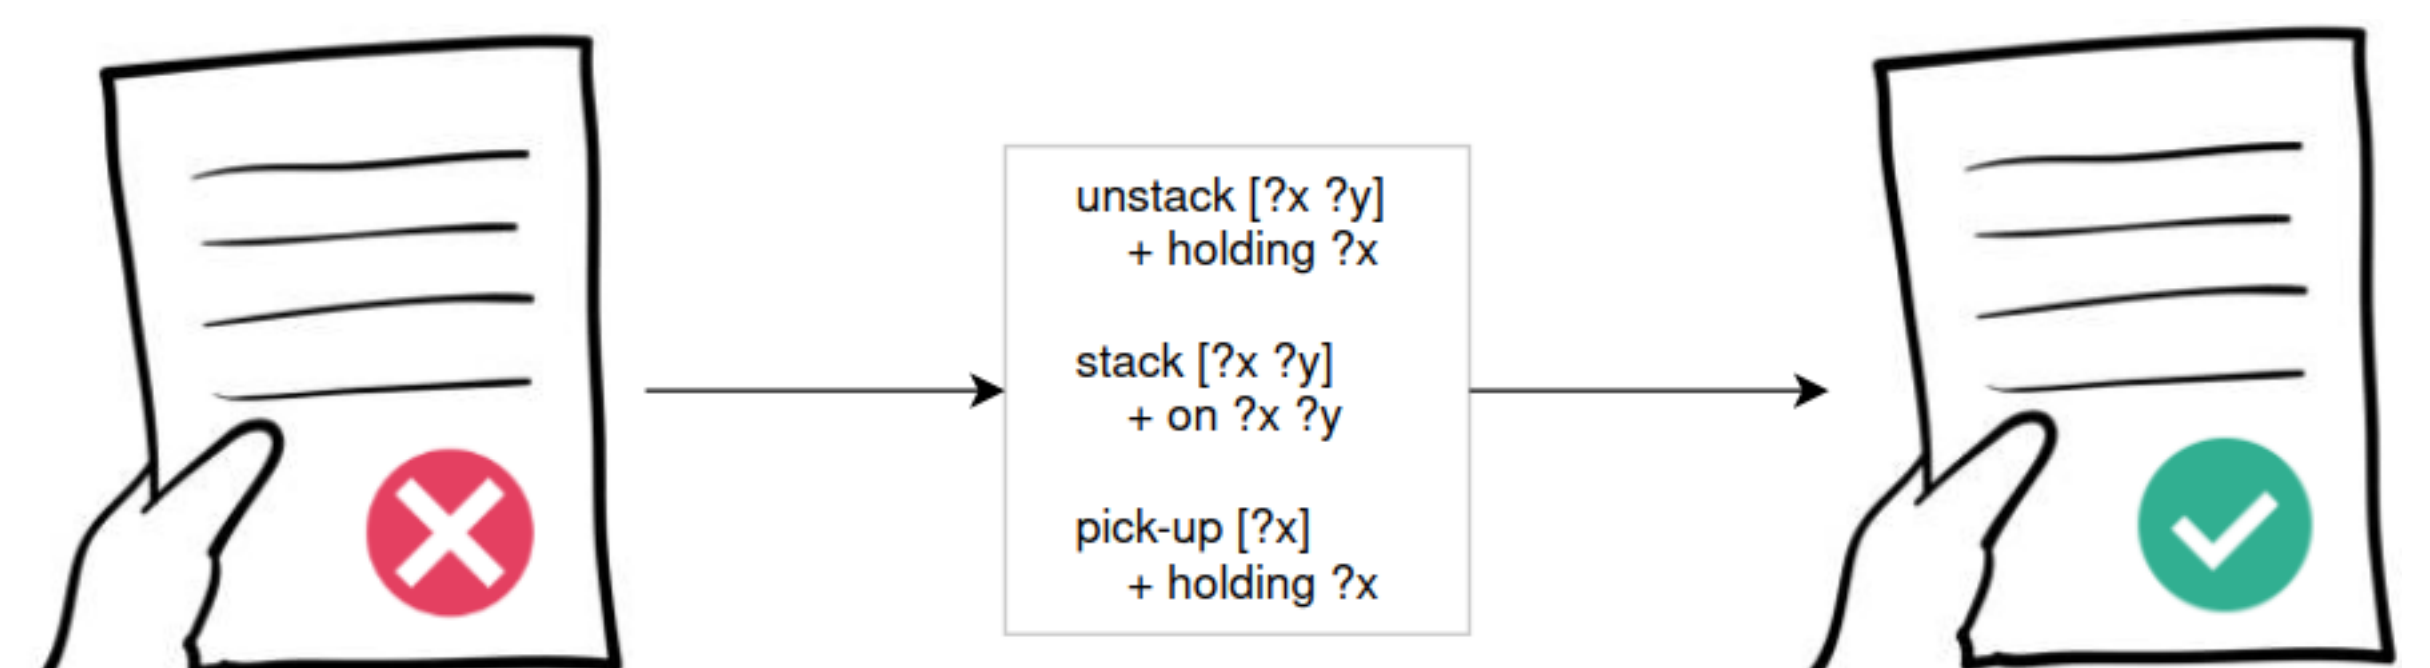 unstack [?x ?y]
+ holding ?x
stack [?x ?y]
+ on ?x ?y
pick-up [?x]
+ holding ?x